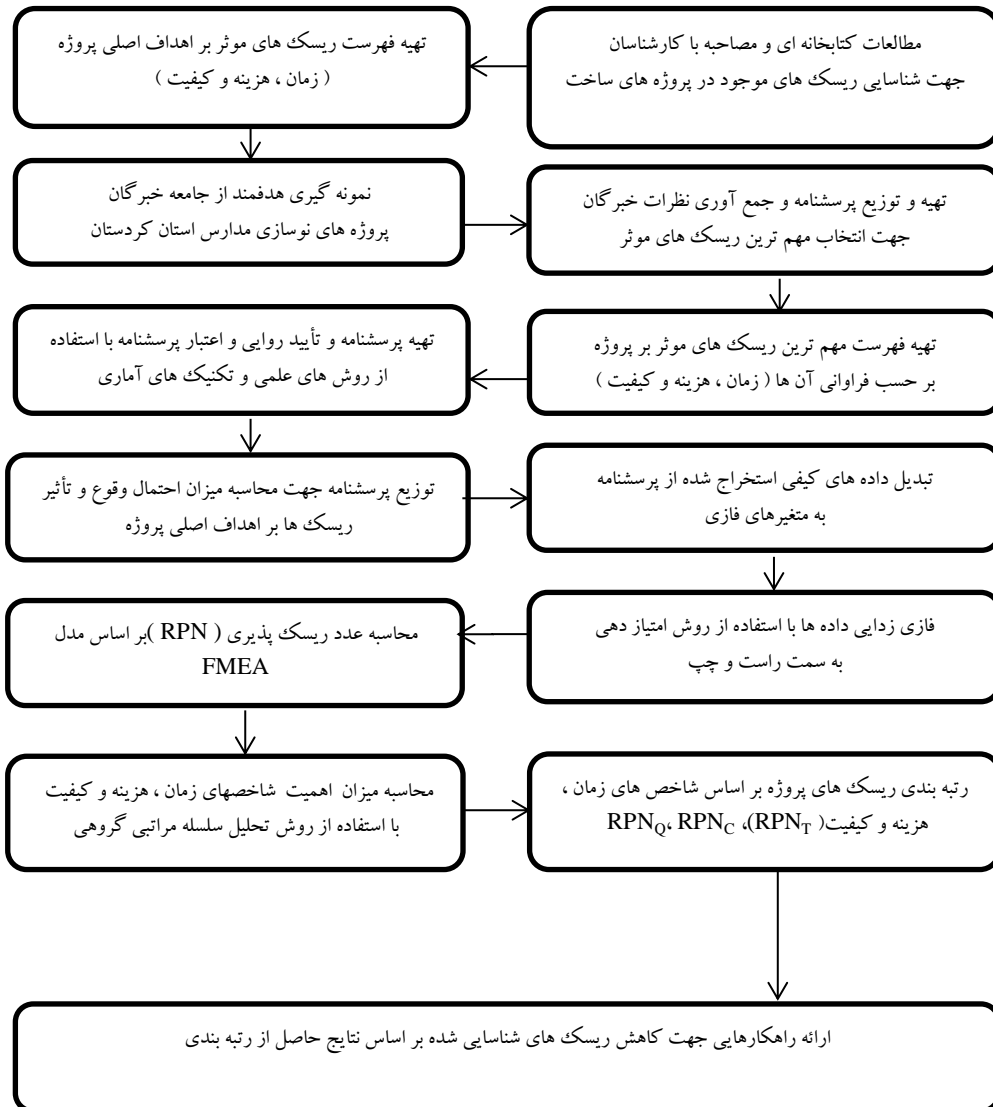 مطالعات کتابخانه ای و مصاحبه با کارشناسان
جهت شناسایی ریسک های موجود در پروژه های ساخت
تهیه فهرست ریسک های موثر بر اهداف اصلی پروژه
( زمان ، هزینه و کیفیت )
نمونه گیری هدفمند از جامعه خبرگان
پروژه های نوسازی مدارس استان کردستان
تهیه و توزیع پرسشنامه و جمع آوری نظرات خبرگان
جهت انتخاب مهم ترین ریسک های موثر
تهیه فهرست مهم ترین ریسک های موثر بر پروژه
بر حسب فراوانی آن ها ( زمان ، هزینه و کیفیت )
تهیه پرسشنامه و تأیید روایی و اعتبار پرسشنامه با استفاده
از روش های علمی و تکنیک های آماری
توزیع پرسشنامه جهت محاسبه میزان احتمال وقوع و تأثیر
ریسک ها بر اهداف اصلی پروژه
تبدیل داده های کیفی استخراج شده از پرسشنامه
به متغیرهای فازی
فازی زدایی داده ها با استفاده از روش امتیاز دهی
به سمت راست و چپ
محاسبه عدد ریسک پذیری ( RPN )بر اساس مدل
FMEA
محاسبه میزان اهمیت شاخصهای زمان ، هزینه و کیفیت
با استفاده از روش تحلیل سلسله مراتبی گروهی
رتبه بندی ریسک های پروژه بر اساس شاخص های زمان ،
هزینه و کیفیت( RPN_T)، RPN_C ،RPN_Q
ارائه راهکارهایی جهت کاهش ریسک های شناسایی شده بر اساس نتایج حاصل از رتبه بندی